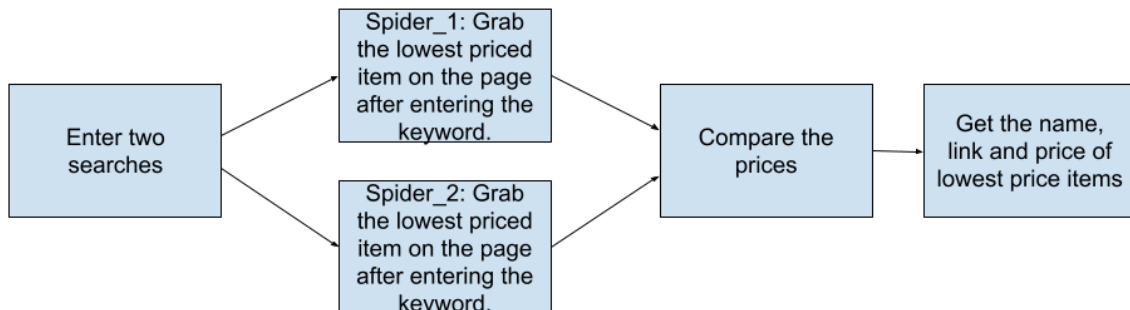 Enter two
searches
Spider_1: Grab
the lowest priced
item on the page
after entering the
keyword.
Spider_2: Grab
the lowest priced
item on the page
after entering the
keyword.
Compare the
prices
Get the name,
link and price of
lowest price items